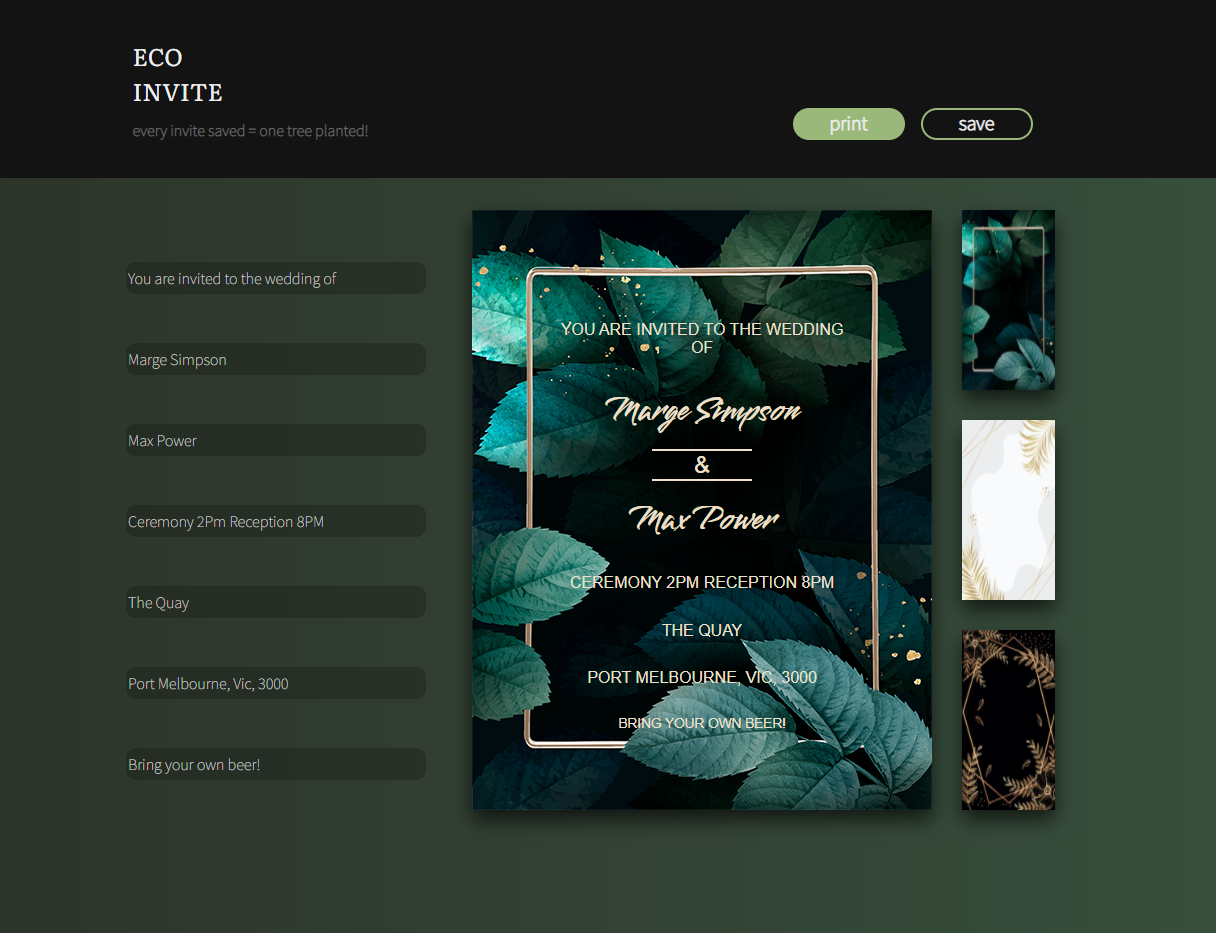 ECO
INVITE
every invite saved = one tree planted!
print
save
You are invited to the wedding of
Marge Simpson
Max Power
Ceremony 2Pm Reception 8PM
The Quay
Port Melbourne, Vic, 3000
Bring your own beer!
YOU ARE INVITED TO THE WEDDING
OF
Marge Simpson
&
Max Power
CEREMONY 2PM RECEPTION 8PM
THE QUAY
PORT MELBOURNE, VIC, 3000
BRING YOUR OWN BEER!